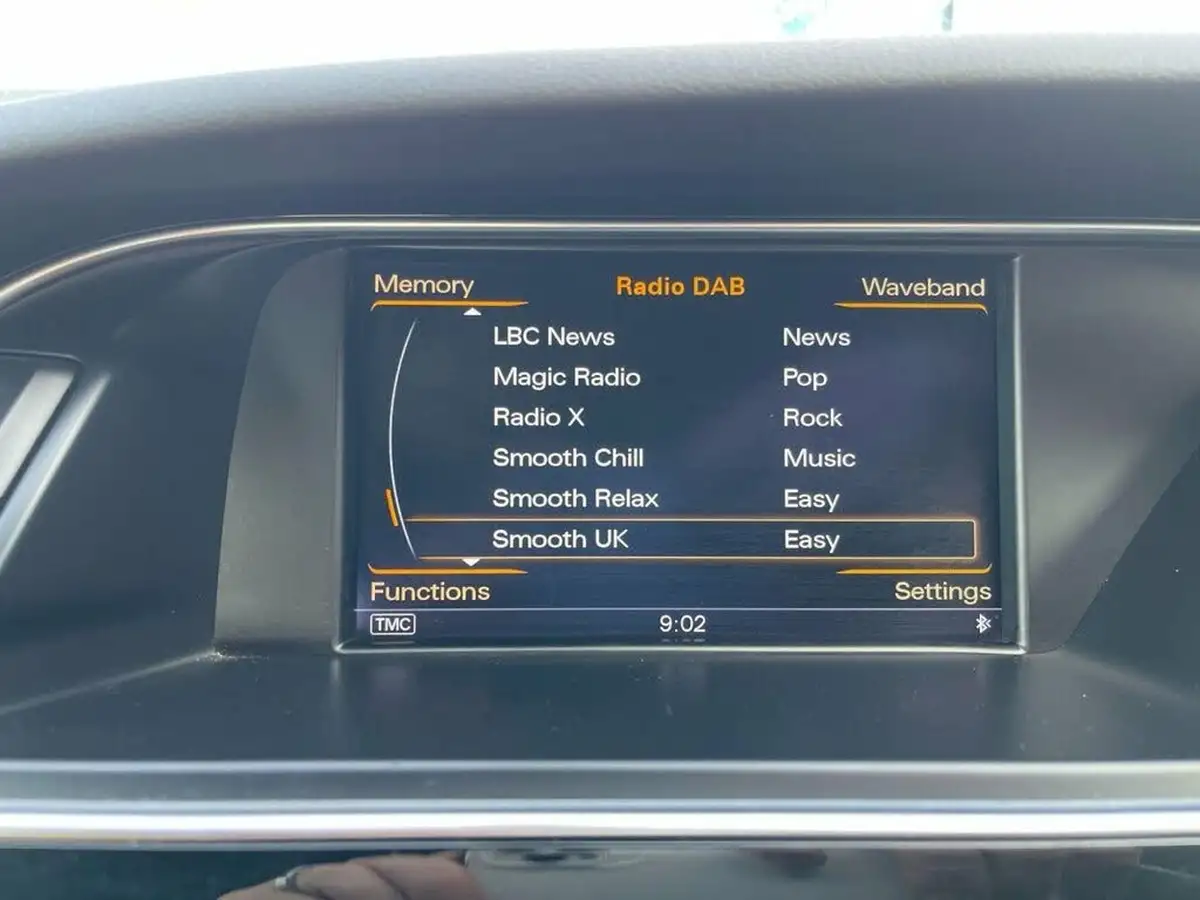 Memory Radio DAB Waveband
LBC News News
Magic Radio Pop
Radio X Rock
Smooth Chill Music
Smooth Relax Easy
Smooth UK Easy
Functions Settings
TMC 9:02